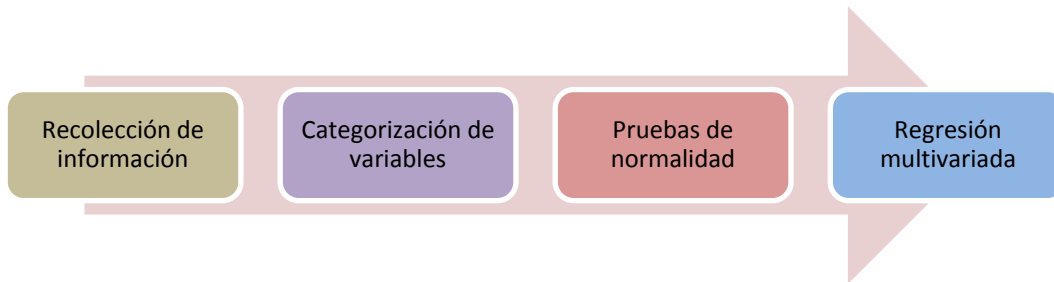 Recolección de
información
Categorización de
variables
Pruebas de
normalidad
Regresión
multivariada